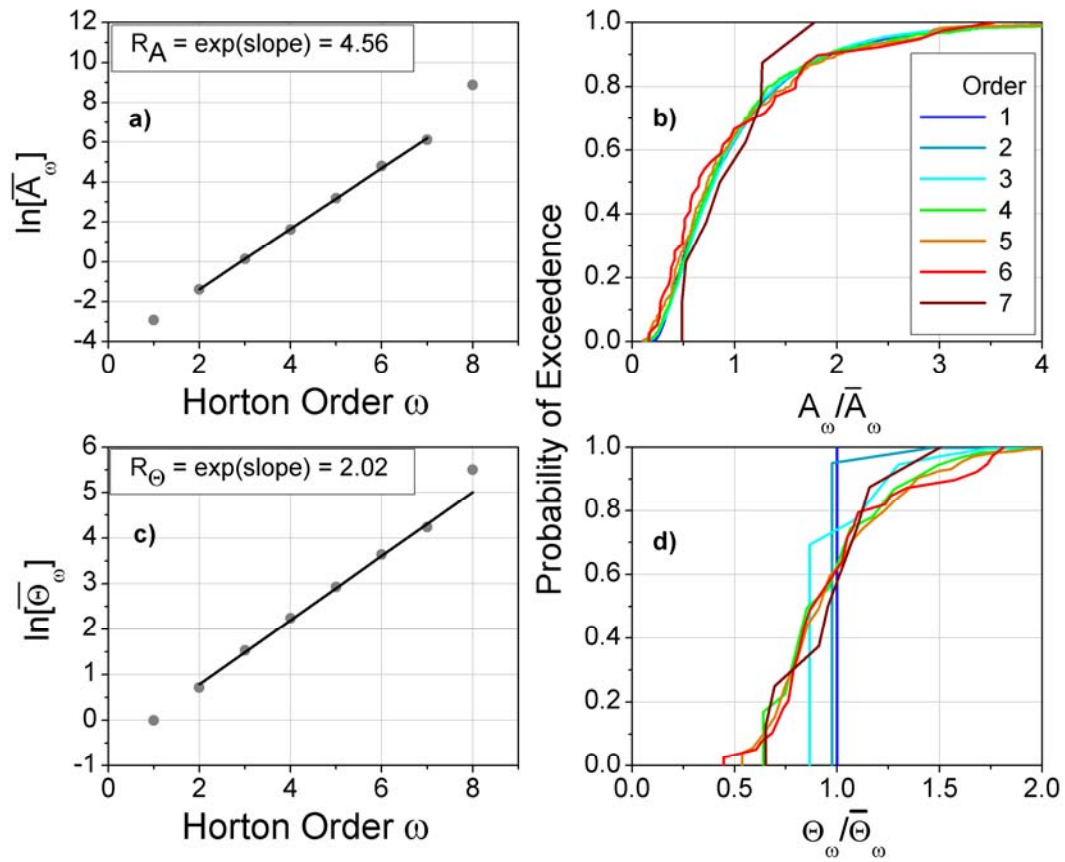 12
10
8
6
4
2
0
-2
-4
R_A = exp(slope) = 4.56
a)
ln[A̅_ω]
0 2 4 6 8
Horton Order ω
1.0
0.8
0.6
0.4
0.2
0.0
b)
Order
1
2
3
4
5
6
7
0 1 2 3 4
A_ω/A̅_ω
Probability of Exceedence
6
5
4
3
2
1
0
-1
R_Θ = exp(slope) = 2.02
c)
ln[Θ̅_ω]
0 2 4 6 8
Horton Order ω
1.0
0.8
0.6
0.4
0.2
0.0
d)
0.0 0.5 1.0 1.5 2.0
Θ_ω/Θ̅_ω